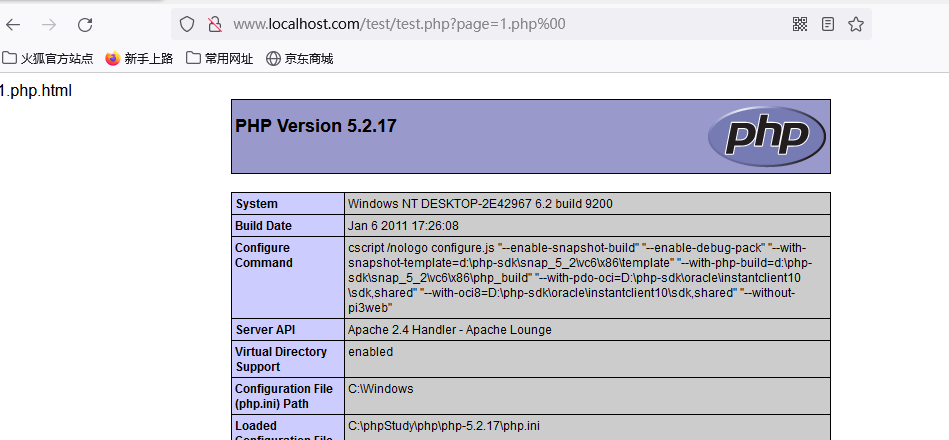 www.localhost.com/test/test.php?page=1.php%00
火狐官方站点 新手上路 常用网址 京东商城
1.php.html
PHP Version 5.2.17
php
System Windows NT DESKTOP-2E42967 6.2 build 9200
Build Date Jan 6 2011 17:26:08
Configure Command cscript /nologo configure.js "--enable-snapshot-build" "--enable-debug-pack" "--with-
snapshot-template=d:\php-sdk\snap_5_2\vc6\x86\template" "--with-php-build=d:\php-
sdk\snap_5_2\vc6\x86\php_build" "--with-pdo-oci=D:\php-sdk\oracle\instantclient10
\sdk,shared" "--with-oci8=D:\php-sdk\oracle\instantclient10\sdk,shared" "--without-
pi3web"
Server API Apache 2.4 Handler - Apache Lounge
Virtual Directory Support enabled
Configuration File (php.ini) Path C:\Windows
Loaded Configuration File C:\phpStudy\php\php-5.2.17\php.ini